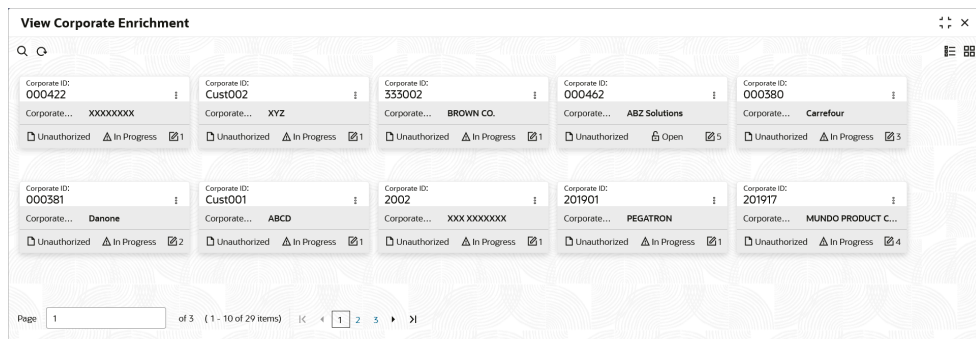 View Corporate Enrichment
Corporate ID: Corporate ID: Corporate ID: Corporate ID: Corporate ID:
000422 Cust002 333002 000462 000380
Corporate... XXXXXXXX Corporate... XYZ Corporate... BROWN CO. Corporate... ABZ Solutions Corporate... Carrefour
Unauthorized In Progress 1 Unauthorized In Progress 1 Unauthorized In Progress 1 Unauthorized Open 5 Unauthorized In Progress 3
Corporate ID: Corporate ID: Corporate ID: Corporate ID: Corporate ID:
000381 Cust001 2002 201901 201917
Corporate... Danone Corporate... ABCD Corporate... XXX XXXXXXX Corporate... PEGATRON Corporate... MUNDO PRODUCT C...
Unauthorized In Progress 2 Unauthorized In Progress 1 Unauthorized In Progress 1 Unauthorized In Progress 1 Unauthorized In Progress 4
Page 1 of 3 ( 1 - 10 of 29 items) 1 2 3